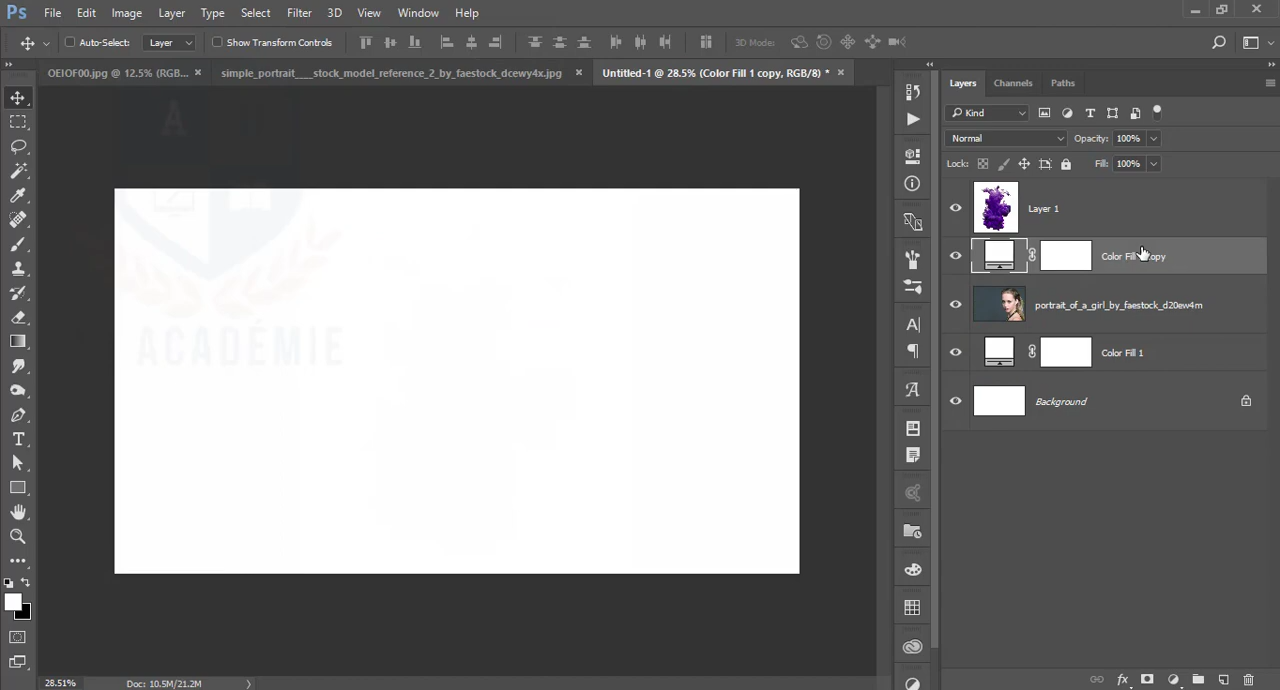 Ps File Edit Image Layer Type Select Filter 3D View Window Help
Auto-Select: Layer Show Transform Controls 3D Mode:
OEIOF00.jpg @ 12.5% (RGB... × simple_portrait___stock_model_reference_2_by_faestock_dcewy4x.jpg × Untitled-1 @ 28.5% (Color Fill 1 copy, RGB/8) * ×
Layers Channels Paths
Kind
Normal Opacity: 100%
Lock: Fill: 100%
Layer 1
Color Fill 1 copy
portrait_of_a_girl_by_faestock_d20ew4m
Color Fill 1
Background
A
ACADÉMIE
28.51% Doc: 10.5M/21.2M